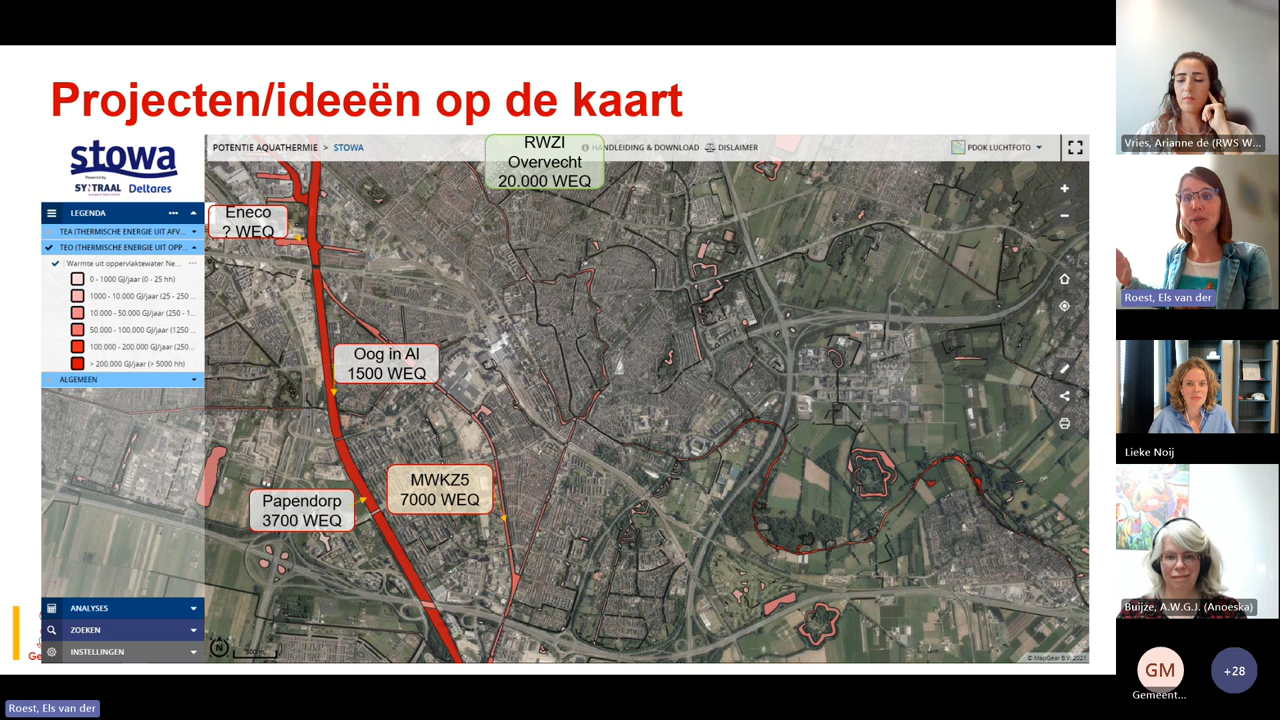 Projecten/ideeën op de kaart
stowa
Powered by
SYNTRAAL Deltares
POTENTIE AQUATHERMIE > STOWA
HANDLEIDING & DOWNLOAD
DISLAIMER
PDOK LUCHTFOTO
RWZI
Overvecht
20.000 WEQ
LEGENDA
TEA (THERMISCHE ENERGIE UIT AFV...
TEO (THERMISCHE ENERGIE UIT OPP...
Warmte uit oppervlaktewater Ne...
0 - 1000 GJ/jaar (0 - 25 hh)
1000 - 10.000 GJ/jaar (25 - 250 ...
10.000 - 50.000 GJ/jaar (250 - 1...
50.000 - 100.000 GJ/jaar (1250 ...
100.000 - 200.000 GJ/jaar (250...
> 200.000 GJ/jaar (> 5000 hh)
ALGEMEEN
Eneco
? WEQ
Oog in Al
1500 WEQ
MWKZ5
7000 WEQ
Papendorp
3700 WEQ
ANALYSES
ZOEKEN
INSTELLINGEN
N
500 m
© MapGear B.V. 2021
Ge
Vries, Arianne de (RWS W...
Roest, Els van der
Lieke Noij
Buijze, A.W.G.J. (Anoeska)
GM
Gemeent...
+28
Roest, Els van der